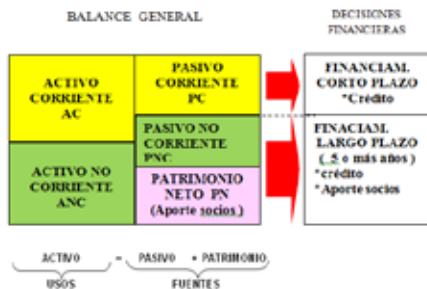 BALANCE GENERAL
DECISIONES
FINANCIERAS
ACTIVO
CORRIENTE
AC
PASIVO
CORRIENTE
PC
FINANCIAM.
CORTO PLAZO
*Crédito
PASIVO NO
CORRIENTE
PNC
ACTIVO NO
CORRIENTE
ANC
PATRIMONIO
NETO PN
(Aporte socios)
FINACIAM.
LARGO PLAZO
( 5 o más años )
*crédito
*Aporte socios
ACTIVO = PASIVO + PATRIMONIO
USOS FUENTES